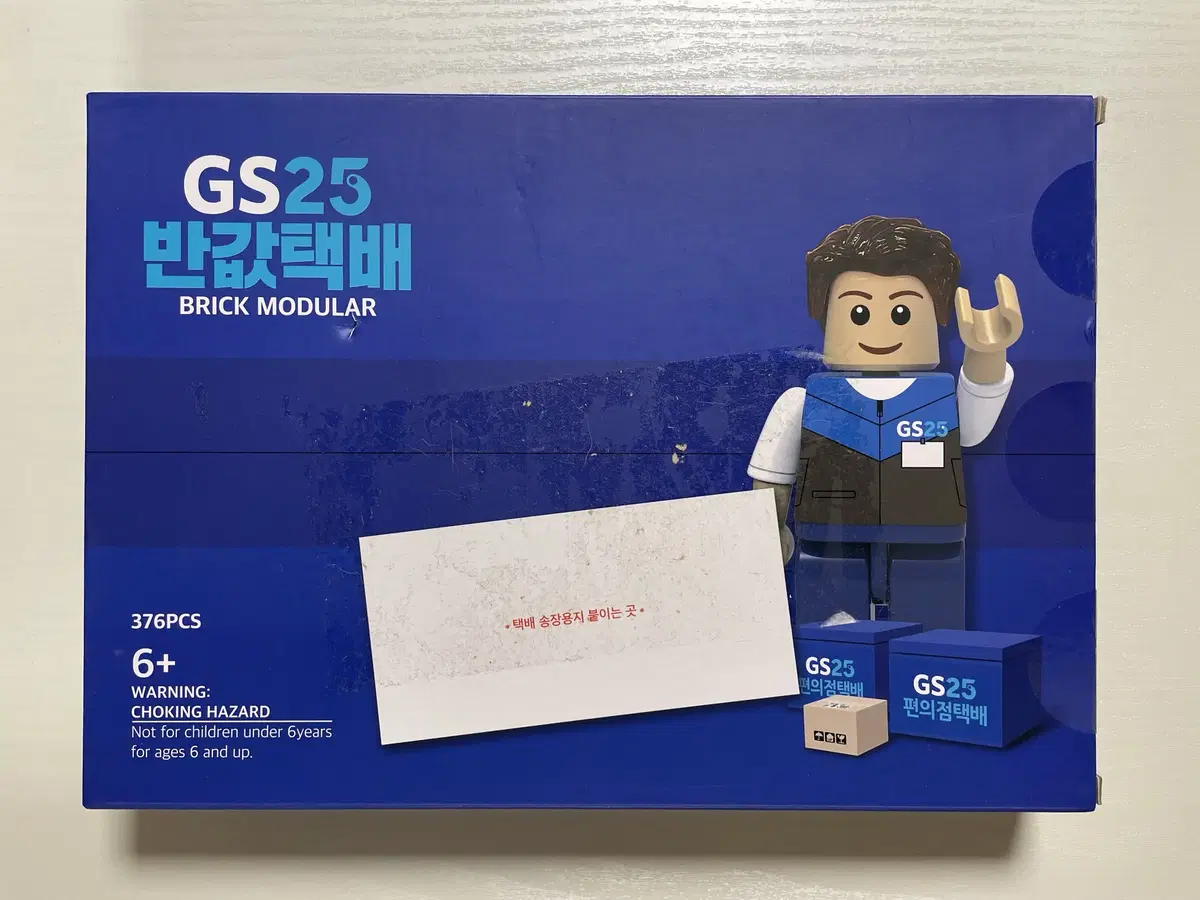 GS25
반값택배
BRICK MODULAR
GS25
* 택배 송장용지 붙이는 곳 *
376PCS
6+
WARNING:
CHOKING HAZARD
Not for children under 6years
for ages 6 and up.
GS25
편의점택배
GS25
편의점택배